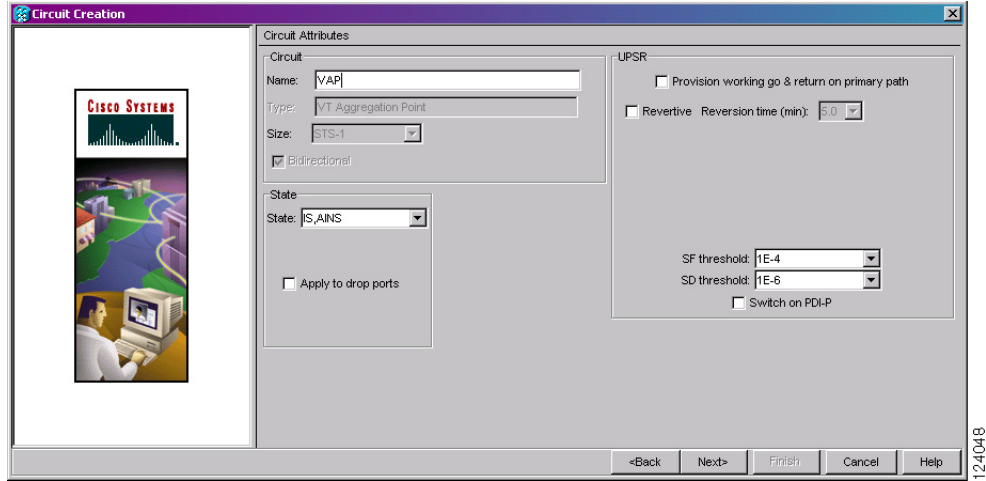 Circuit Creation
CISCO SYSTEMS
Circuit Attributes
Circuit
Name: VAP
Type: VT Aggregation Point
Size: STS-1
Bidirectional
State
State: IS,AINS
Apply to drop ports
UPSR
Provision working go & return on primary path
Revertive Reversion time (min): 5.0
SF threshold: 1E-4
SD threshold: 1E-6
Switch on PDI-P
<Back Next> Finish Cancel Help
124048